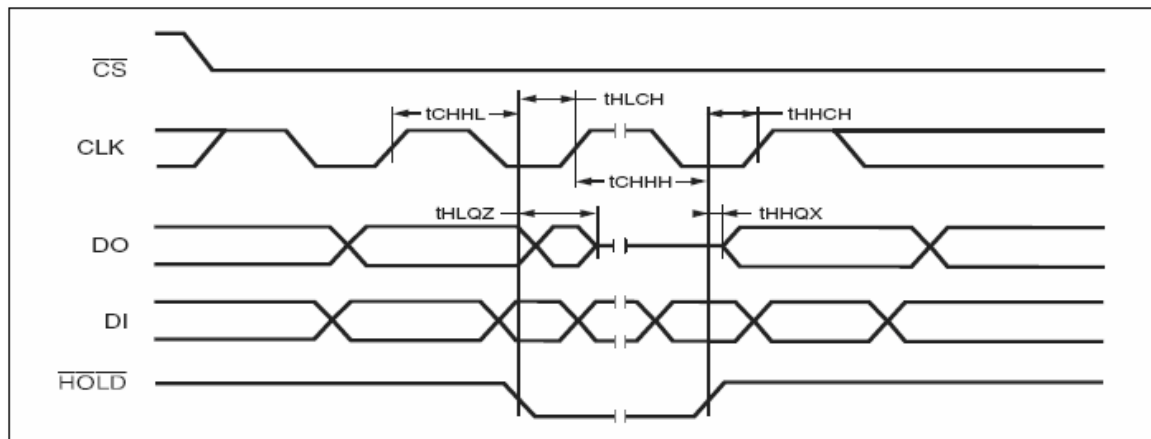 CS
tHLCH
tCHHL
tHHCH
CLK
tCHHH
tHLQZ
tHHQX
DO
DI
HOLD